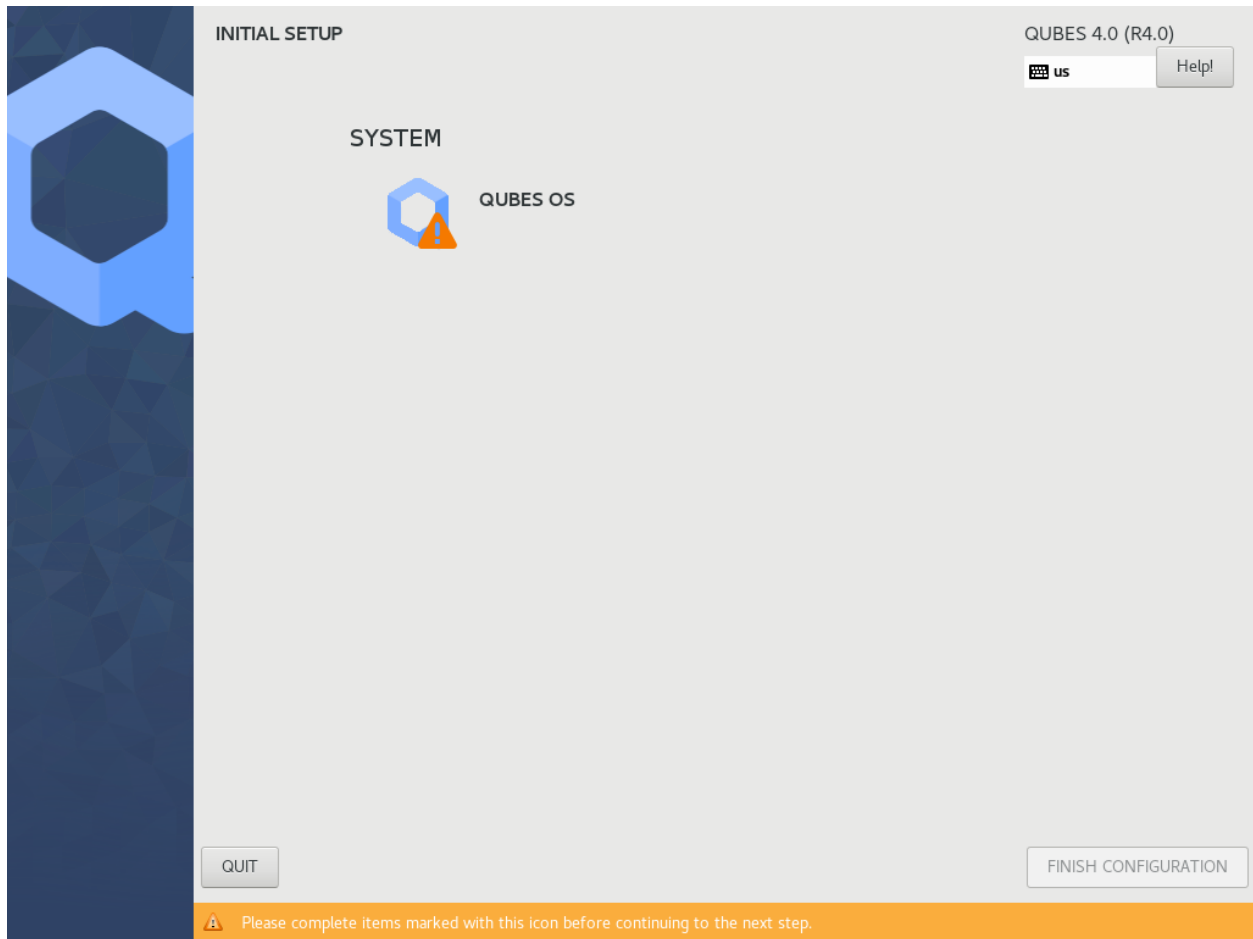 INITIAL SETUP
QUBES 4.0 (R4.0)
us
Help!
SYSTEM
QUBES OS
QUIT
FINISH CONFIGURATION
Please complete items marked with this icon before continuing to the next step.